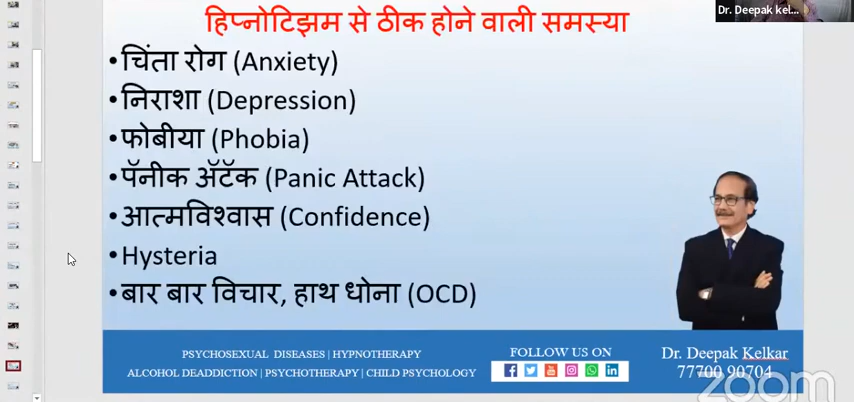 हिप्नोटिझम से ठीक होने वाली समस्या
Dr. Deepak kel...
•चिंता रोग (Anxiety)
•निराशा (Depression)
•फोबीया (Phobia)
•पॅनीक ॲटॅक (Panic Attack)
•आत्मविश्वास (Confidence)
•Hysteria
•बार बार विचार, हाथ धोना (OCD)
PSYCHOSEXUAL DISEASES | HYPNOTHERAPY
ALCOHOL DEADDICTION | PSYCHOTHERAPY | CHILD PSYCHOLOGY
FOLLOW US ON
Dr. Deepak Kelkar
77700 90704
zoom